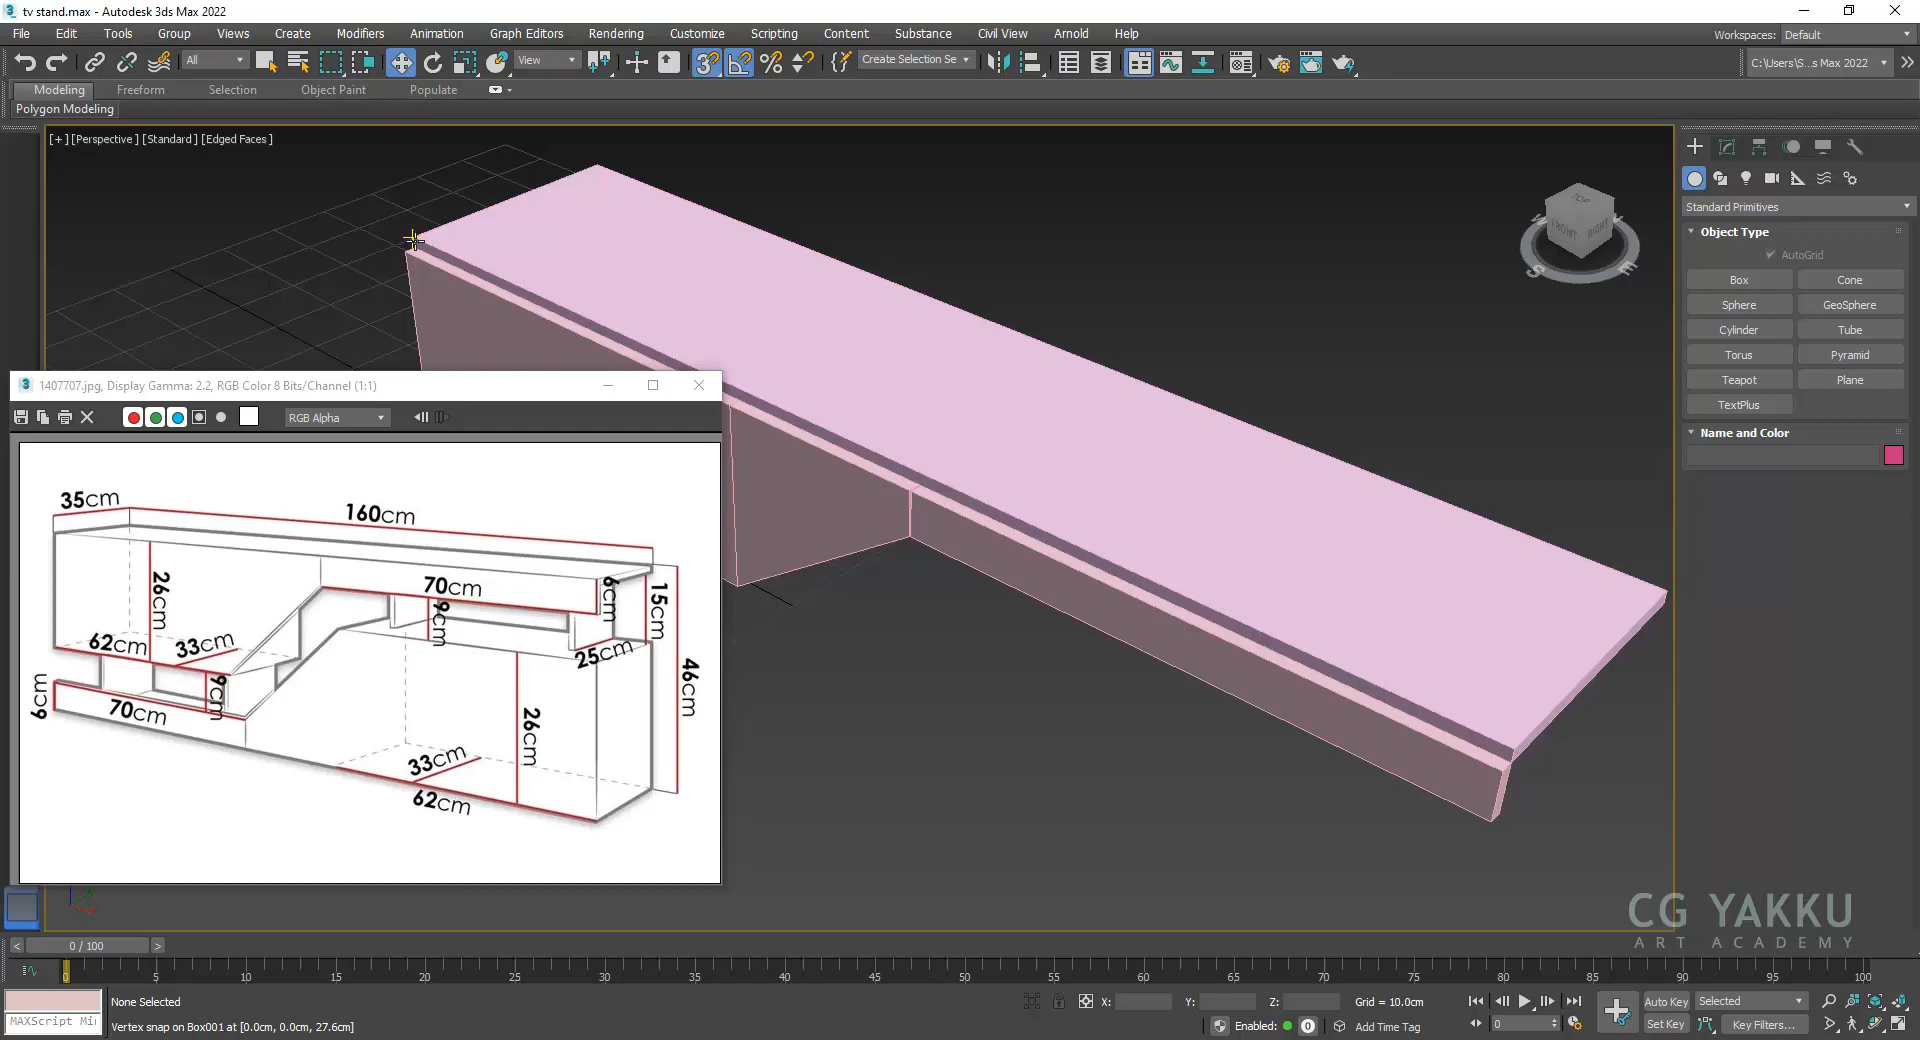 tv stand.max - Autodesk 3ds Max 2022
File Edit Tools Group Views Create Modifiers Animation Graph Editors Rendering Customize Scripting Content Substance Civil View Arnold Help
Workspaces: Default
All View Create Selection Se C:\Users\S...s Max 2022
Modeling Freeform Selection Object Paint Populate
Polygon Modeling
[+] [Perspective ] [Standard ] [Edged Faces ]
TOP
FRONT RIGHT
S E
Standard Primitives
Object Type
AutoGrid
Box Cone
Sphere GeoSphere
Cylinder Tube
Torus Pyramid
Teapot Plane
TextPlus
Name and Color
1407707.jpg, Display Gamma: 2.2, RGB Color 8 Bits/Channel (1:1)
RGB Alpha
35cm
160cm
26cm
70cm
9cm
6cm
15cm
62cm
33cm
25cm
46cm
9cm
9cm
70cm
26cm
33cm
62cm
CG YAKKU
ART ACADEMY
0 / 100
0 5 10 15 20 25 30 35 40 45 50 55 60 65 70 75 80 85 90 95 100
None Selected X: Y: Z: Grid = 10.0cm Auto Key Selected
MAXScript Mi
Vertex snap on Box001 at [0.0cm, 0.0cm, 27.6cm] Enabled: 0 Add Time Tag 0 Set Key Key Filters...